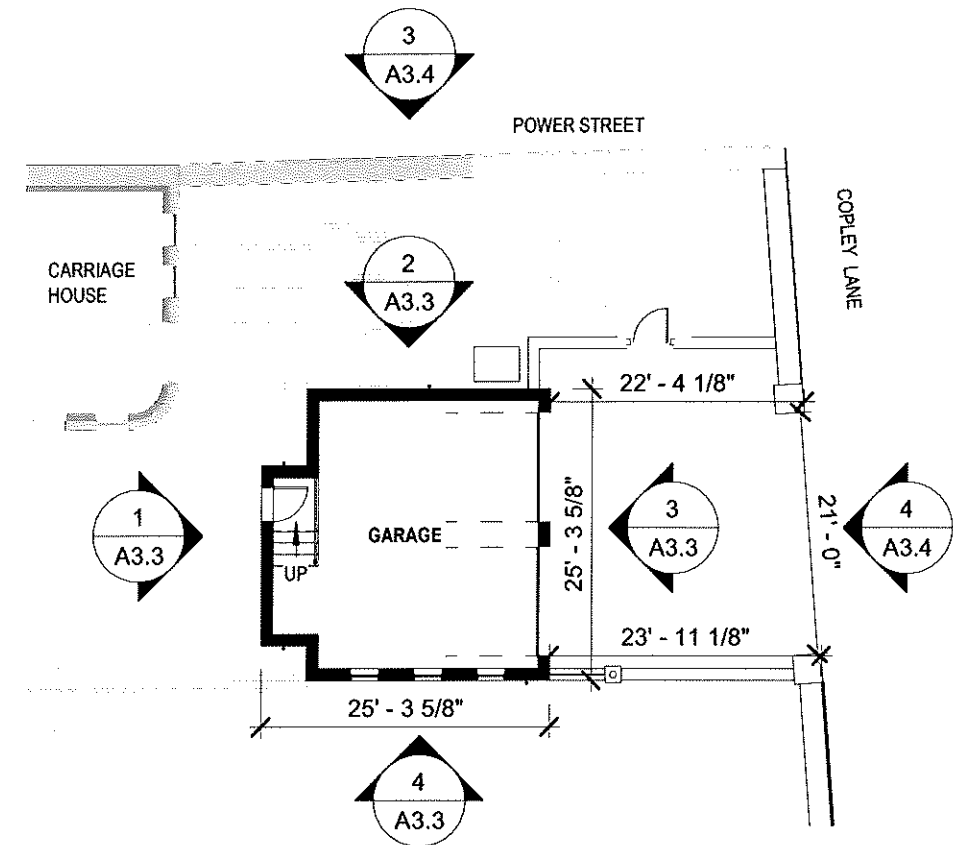 3
A3.4
POWER STREET
COPLEY LANE
CARRIAGE
HOUSE
2
A3.3
22' - 4 1/8"
1
A3.3
GARAGE
UP
25' - 3 5/8"
3
A3.3
21' - 0"
4
A3.4
23' - 11 1/8"
25' - 3 5/8"
4
A3.3